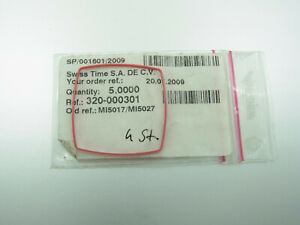 SP/001601/2009
Swiss Time S.A. DE C.V.
Your order ref.: 20.07.2009
Quantity: 5.0000
Ref.: 320-000301
Old ref.: MI5017/MI5027
4 St.